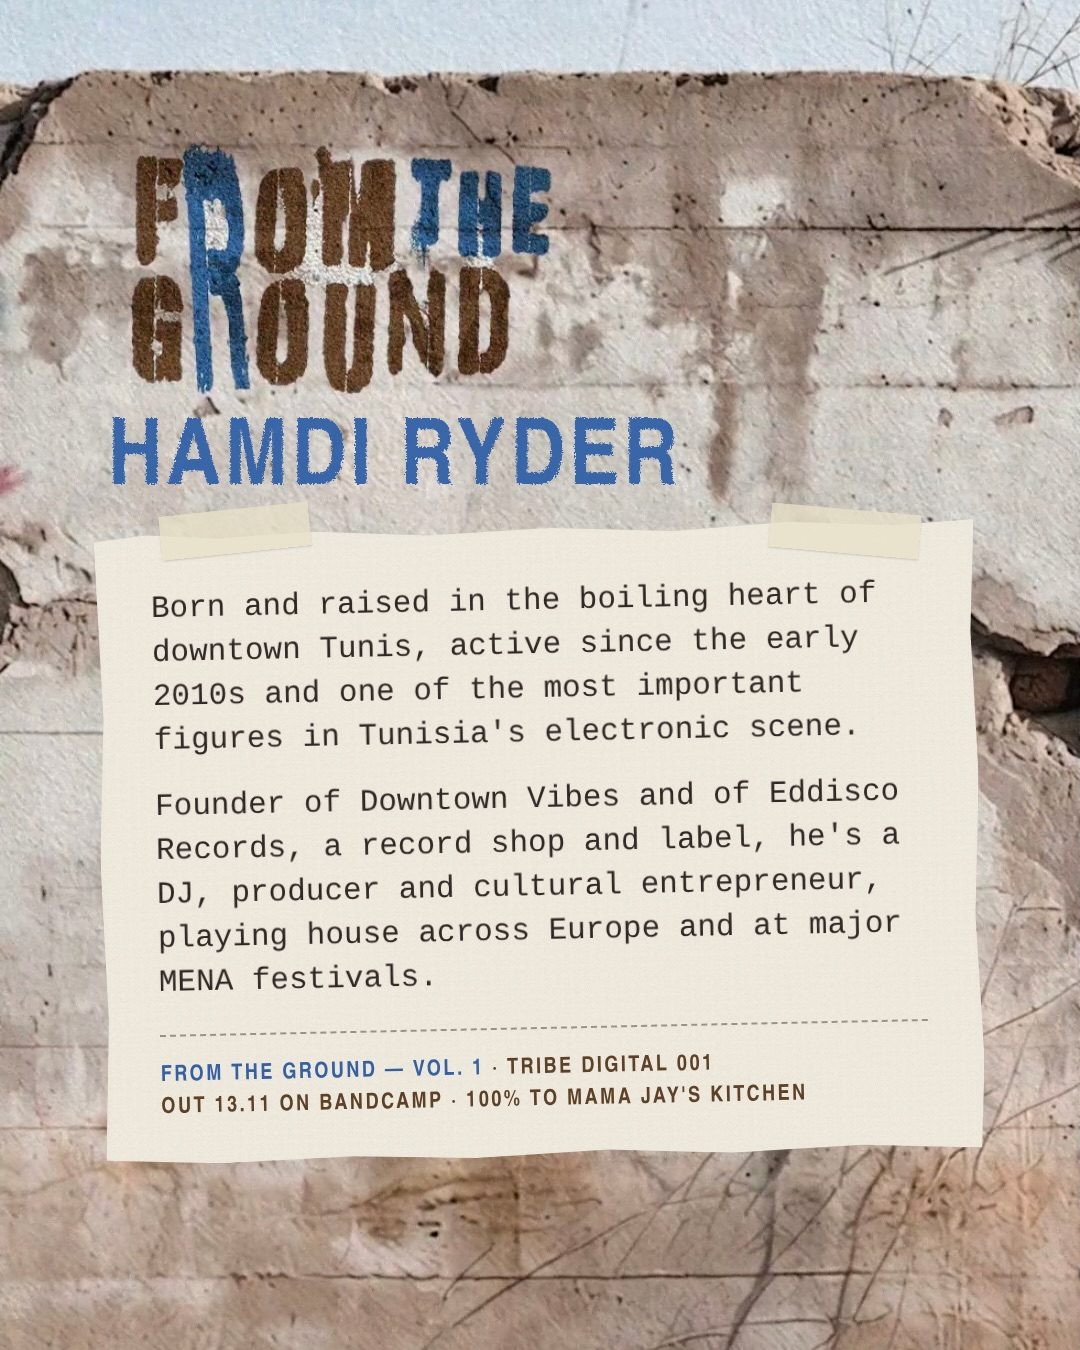 FROM THE
GROUND
HAMDI RYDER
Born and raised in the boiling heart of
downtown Tunis, active since the early
2010s and one of the most important
figures in Tunisia's electronic scene.
Founder of Downtown Vibes and of Eddisco
Records, a record shop and label, he's a
DJ, producer and cultural entrepreneur,
playing house across Europe and at major
MENA festivals.
FROM THE GROUND — VOL. 1 · TRIBE DIGITAL 001
OUT 13.11 ON BANDCAMP · 100% TO MAMA JAY'S KITCHEN